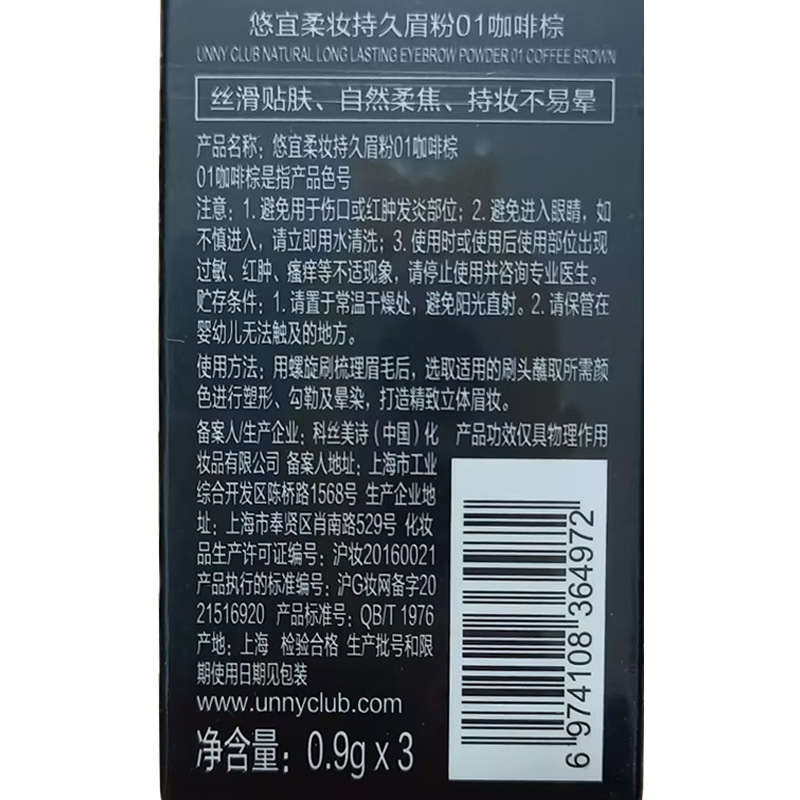 悠宜柔妆持久眉粉01咖啡棕
UNNY CLUB NATURAL LONG LASTING EYEBROW POWDER 01 COFFEE BROWN
丝滑贴肤、自然柔焦、持妆不易晕
产品名称：悠宜柔妆持久眉粉01咖啡棕
01咖啡棕是指产品色号
注意：1. 避免用于伤口或红肿发炎部位；2. 避免进入眼睛，如
不慎进入，请立即用水清洗；3. 使用时或使用后使用部位出现
过敏、红肿、瘙痒等不适现象，请停止使用并咨询专业医生。
贮存条件：1. 请置于常温干燥处，避免阳光直射。2. 请保管在
婴幼儿无法触及的地方。
使用方法：用螺旋刷梳理眉毛后，选取适用的刷头蘸取所需颜
色进行塑形、勾勒及晕染，打造精致立体眉妆。
备案人/生产企业：科丝美诗（中国）化
妆品有限公司 备案人地址：上海市工业
综合开发区陈桥路1568号 生产企业地
址：上海市奉贤区肖南路529号 化妆
品生产许可证编号：沪妆20160021
产品执行的标准编号：沪G妆网备字20
21516920 产品标准号：QB/T 1976
产地：上海 检验合格 生产批号和限
期使用日期见包装
www.unnyclub.com
净含量：0.9g x 3
产品功效仅具物理作用
6 974108 364972